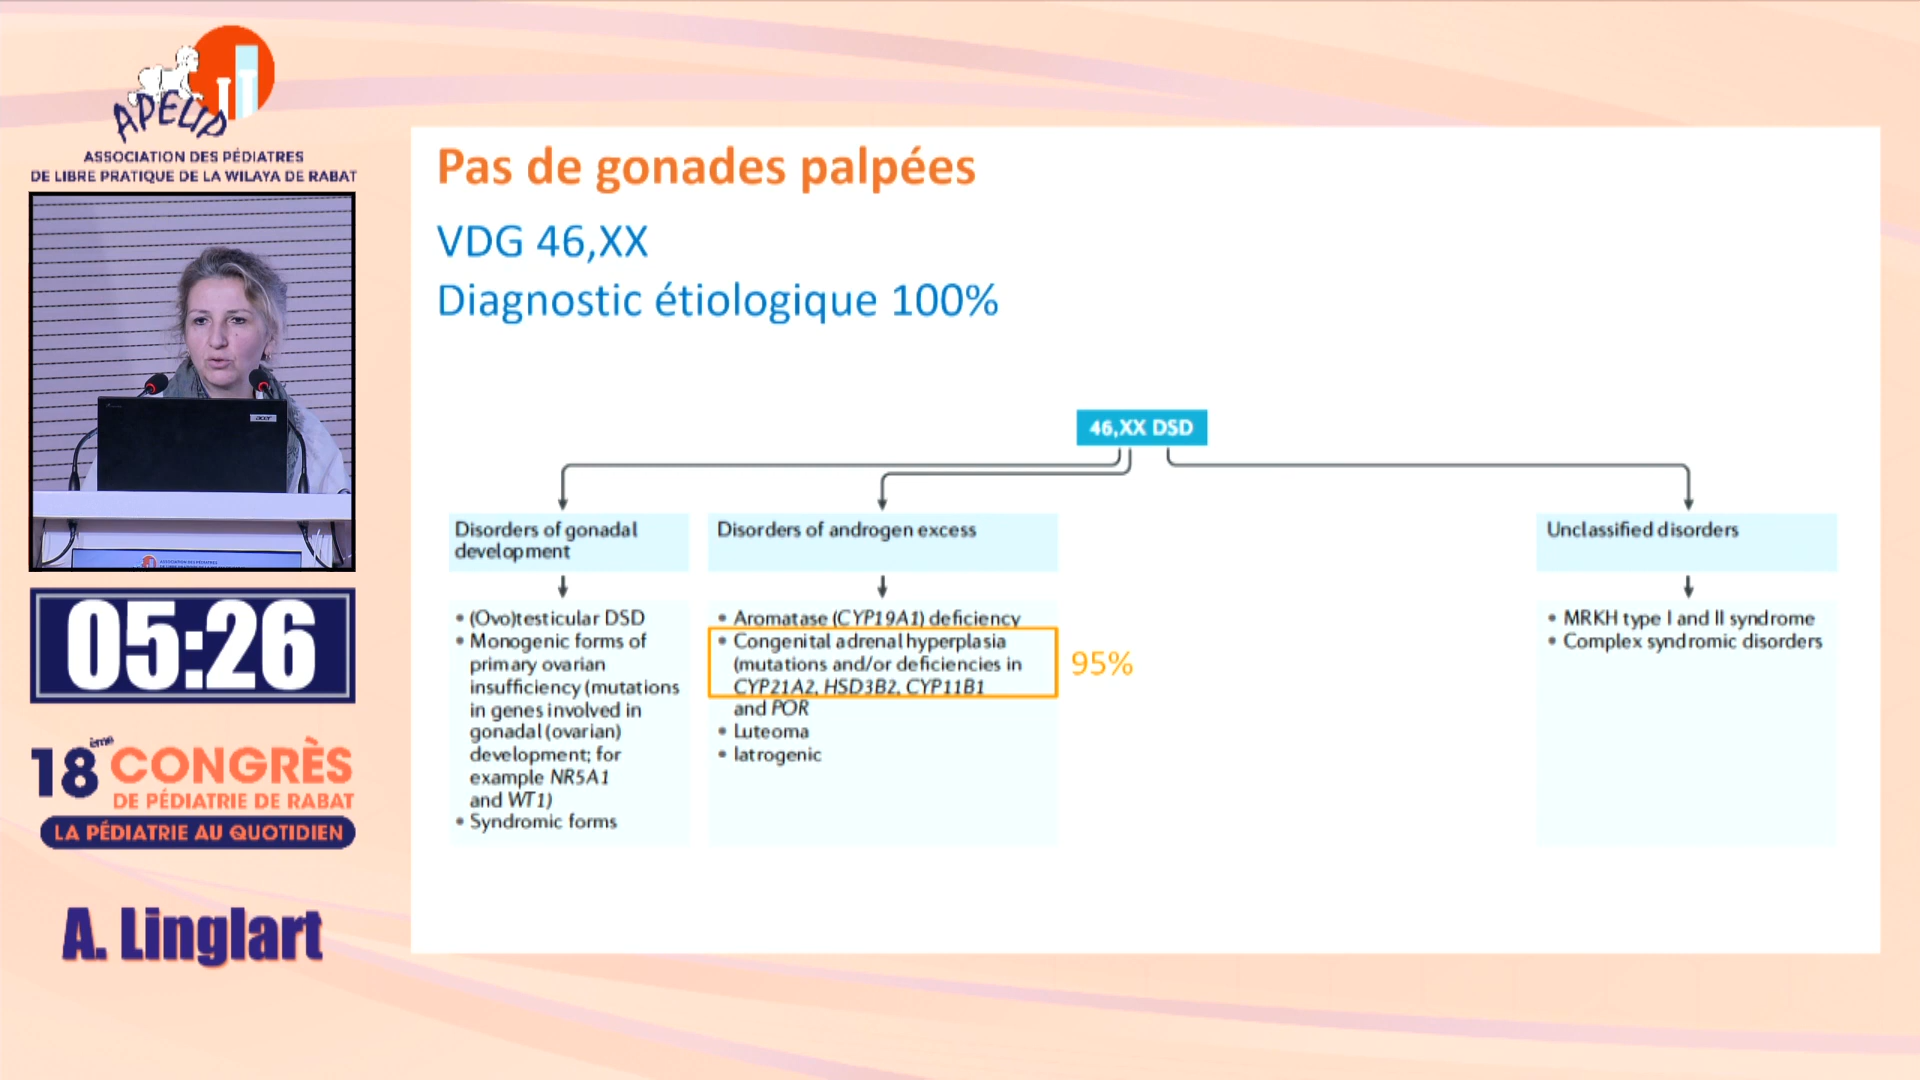 APELIP
ASSOCIATION DES PÉDIATRES
DE LIBRE PRATIQUE DE LA WILAYA DE RABAT
acer
05:26
18ème CONGRÈS
DE PÉDIATRIE DE RABAT
LA PÉDIATRIE AU QUOTIDIEN
A. Linglart
Pas de gonades palpées
VDG 46,XX
Diagnostic étiologique 100%
46,XX DSD
Disorders of gonadal
development
• (Ovo)testicular DSD
• Monogenic forms of
primary ovarian
insufficiency (mutations
in genes involved in
gonadal (ovarian)
development; for
example NR5A1
and WT1)
• Syndromic forms
Disorders of androgen excess
• Aromatase (CYP19A1) deficiency
• Congenital adrenal hyperplasia
(mutations and/or deficiencies in
CYP21A2, HSD3B2, CYP11B1
and POR
• Luteoma
• Iatrogenic
95%
Unclassified disorders
• MRKH type I and II syndrome
• Complex syndromic disorders